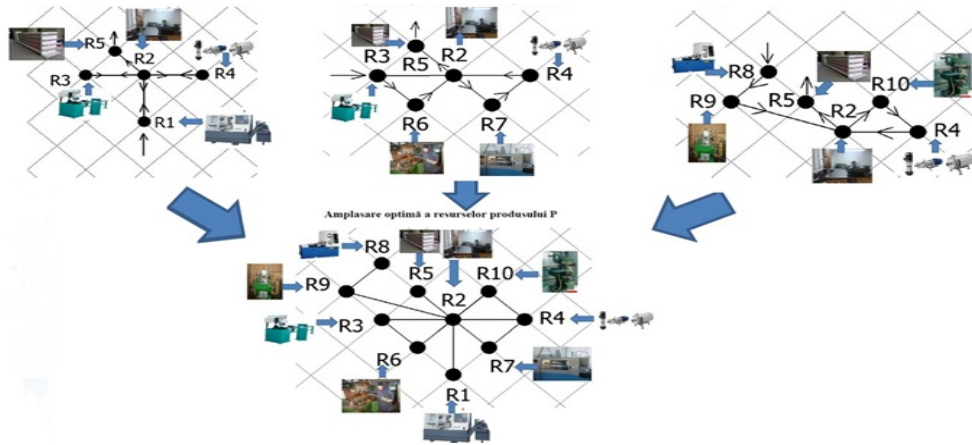 R5
R2
R3
R4
R1
R3
R5
R2
R4
R6
R7
R8
R9
R5
R10
R2
R4
Amplasare optimă a resurselor produsului P
R8
R5
R10
R9
R2
R3
R4
R6
R7
R1